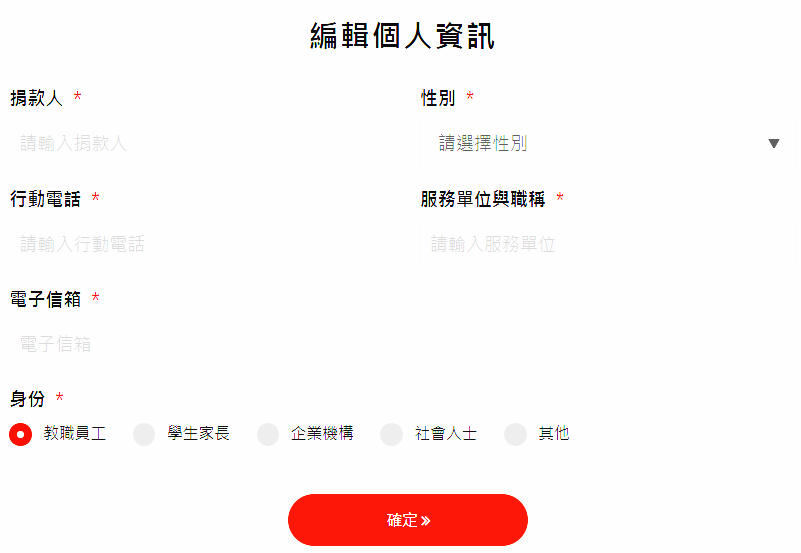 編輯個人資訊
捐款人 *
性別 *
請輸入捐款人
請選擇性別
行動電話 *
服務單位與職稱 *
請輸入行動電話
請輸入服務單位
電子信箱 *
電子信箱
身份 *
教職員工 學生家長 企業機構 社會人士 其他
確定 »